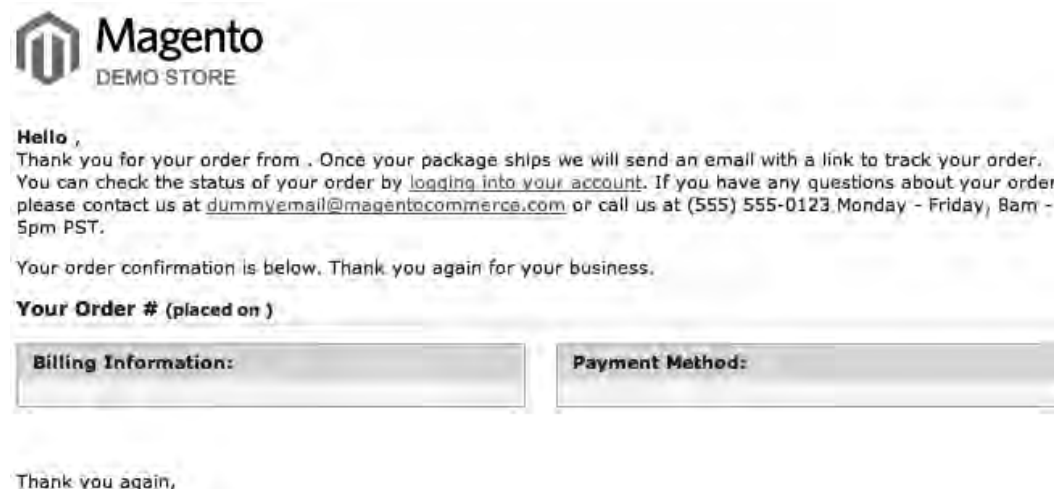 Magento
DEMO STORE
Hello ,
Thank you for your order from . Once your package ships we will send an email with a link to track your order.
You can check the status of your order by logging into your account. If you have any questions about your order
please contact us at dummyemail@magentocommerce.com or call us at (555) 555-0123 Monday - Friday, 8am -
5pm PST.
Your order confirmation is below. Thank you again for your business.
Your Order # (placed on )
Billing Information:
Payment Method:
Thank you again,